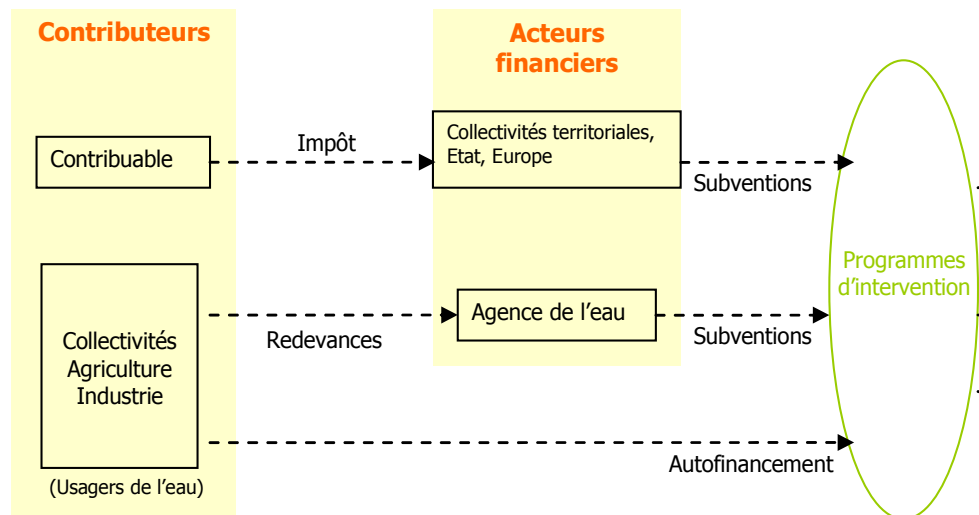 Contributeurs
Acteurs
financiers
Contribuable
Impôt
Collectivités territoriales,
Etat, Europe
Subventions
Programmes
d'intervention
Collectivités
Agriculture
Industrie
Redevances
Agence de l'eau
Subventions
Autofinancement
(Usagers de l'eau)